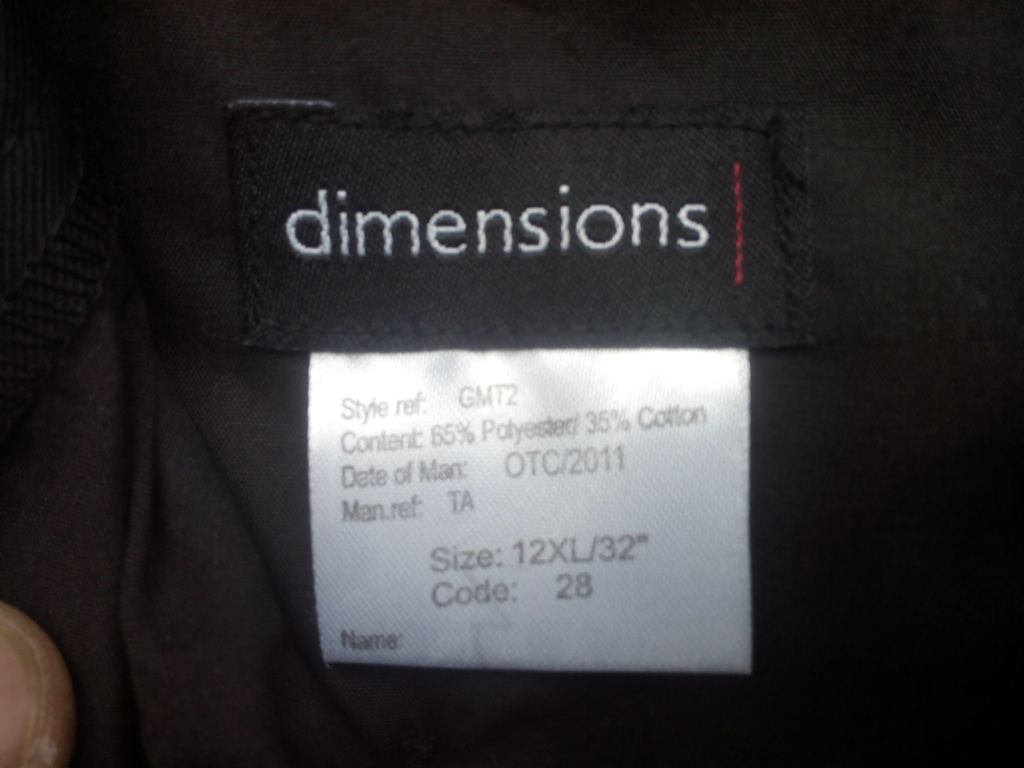 dimensions
Style ref: GMT2
Content: 65% Polyester/ 35% Cotton
Date of Man: OTC/2011
Man.ref: TA
Size: 12XL/32"
Code: 28
Name: